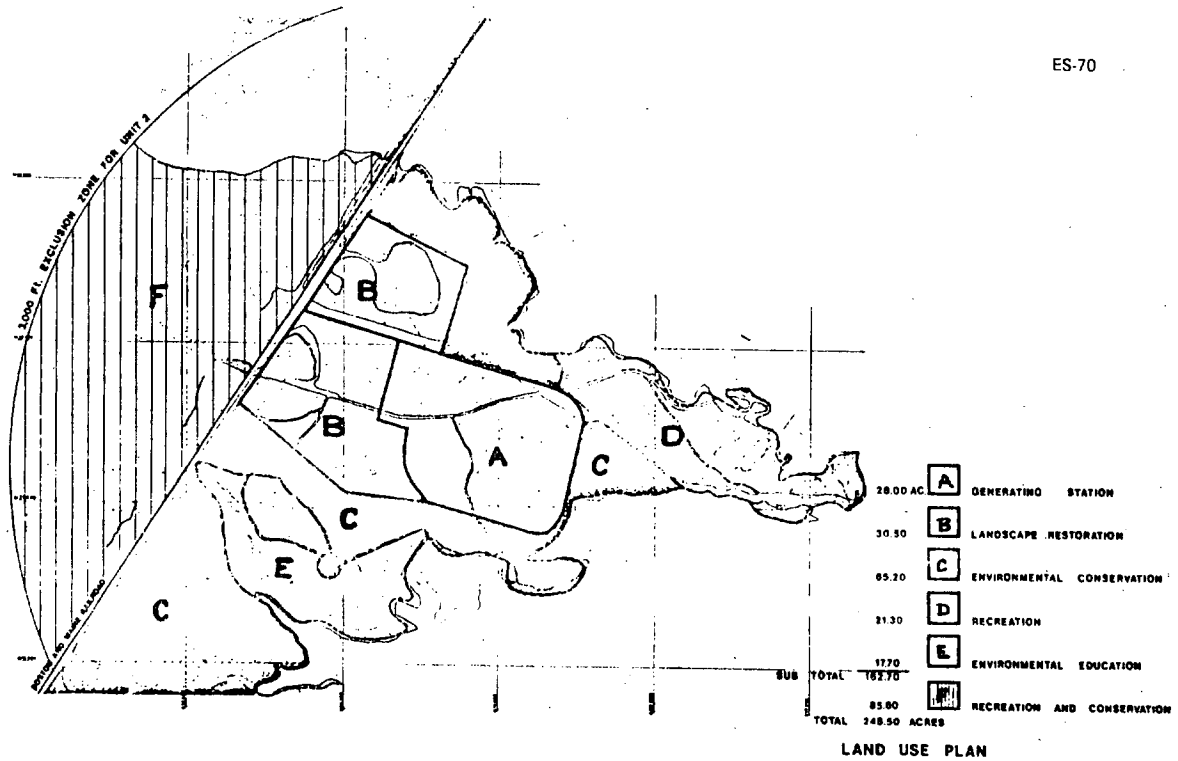 ES-70
3,000 Ft. EXCLUSION ZONE FOR UNIT 2
F
B
B
A
D
C
C
E
C
BOSTON AND MAINE RAILROAD
28.00 AC. A GENERATING STATION
30.50 B LANDSCAPE RESTORATION
65.20 C ENVIRONMENTAL CONSERVATION
21.30 D RECREATION
17.70 E ENVIRONMENTAL EDUCATION
SUB TOTAL 162.70
85.80 RECREATION AND CONSERVATION
TOTAL 248.50 ACRES
LAND USE PLAN